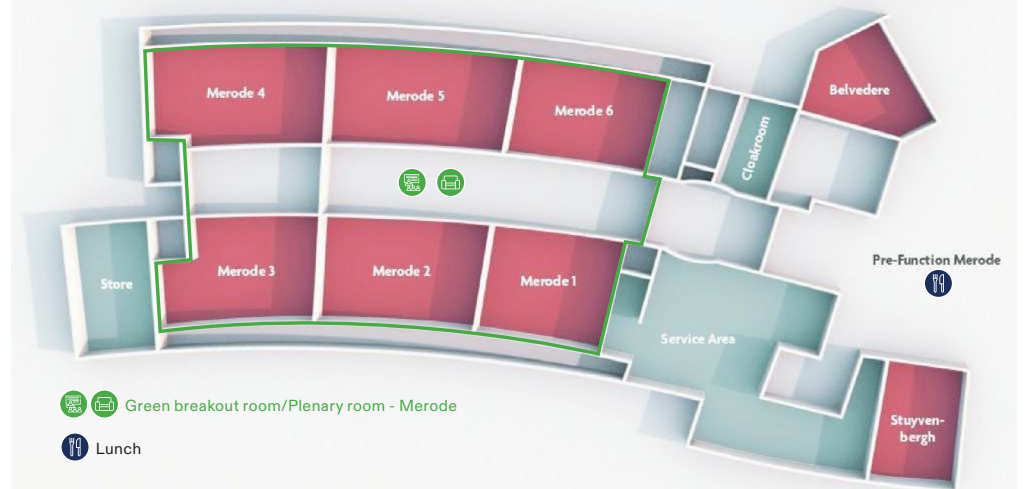 Merode 4
Merode 5
Merode 6
Belvedere
Cloakroom
Merode 3
Merode 2
Merode 1
Store
Pre-Function Merode
Service Area
Stuyven-
bergh
Green breakout room/Plenary room - Merode
Lunch